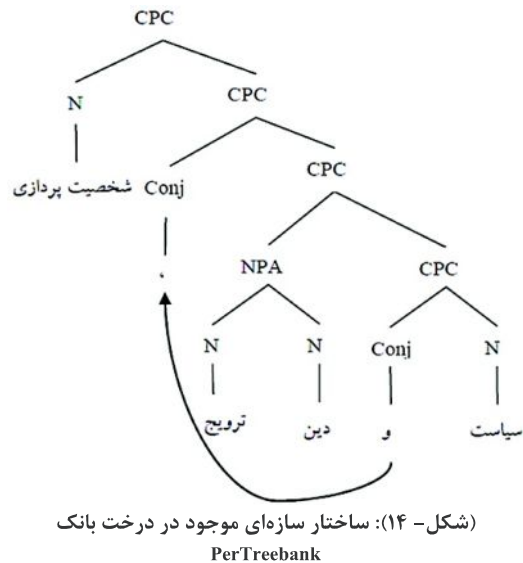 CPC
N CPC
شخصیت پردازی Conj CPC
، NPA CPC
N N Conj N
ترویج دین و سیاست
(شکل- ۱۴): ساختار سازه‌ای موجود در درخت بانک
PerTreebank